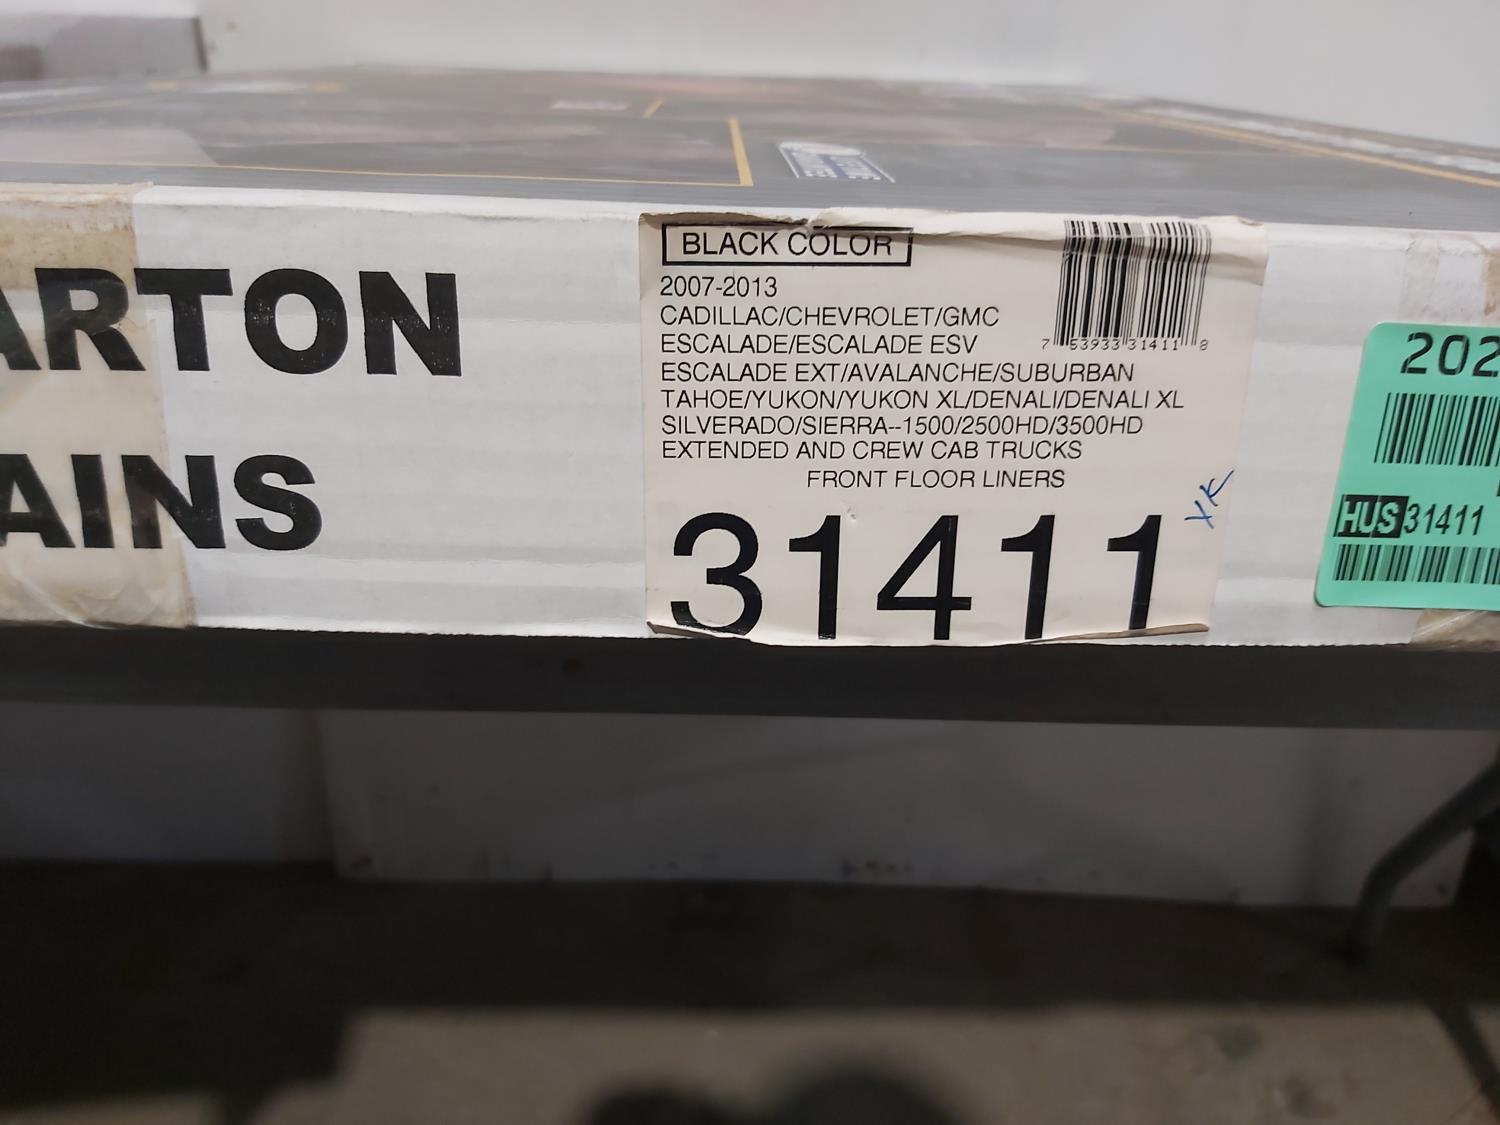 ARTON
AINS
BLACK COLOR
2007-2013
CADILLAC/CHEVROLET/GMC
ESCALADE/ESCALADE ESV
ESCALADE EXT/AVALANCHE/SUBURBAN
TAHOE/YUKON/YUKON XL/DENALI/DENALI XL
SILVERADO/SIERRA--1500/2500HD/3500HD
EXTENDED AND CREW CAB TRUCKS
FRONT FLOOR LINERS
31411
7 53933 31411 8
202
HUS 31411